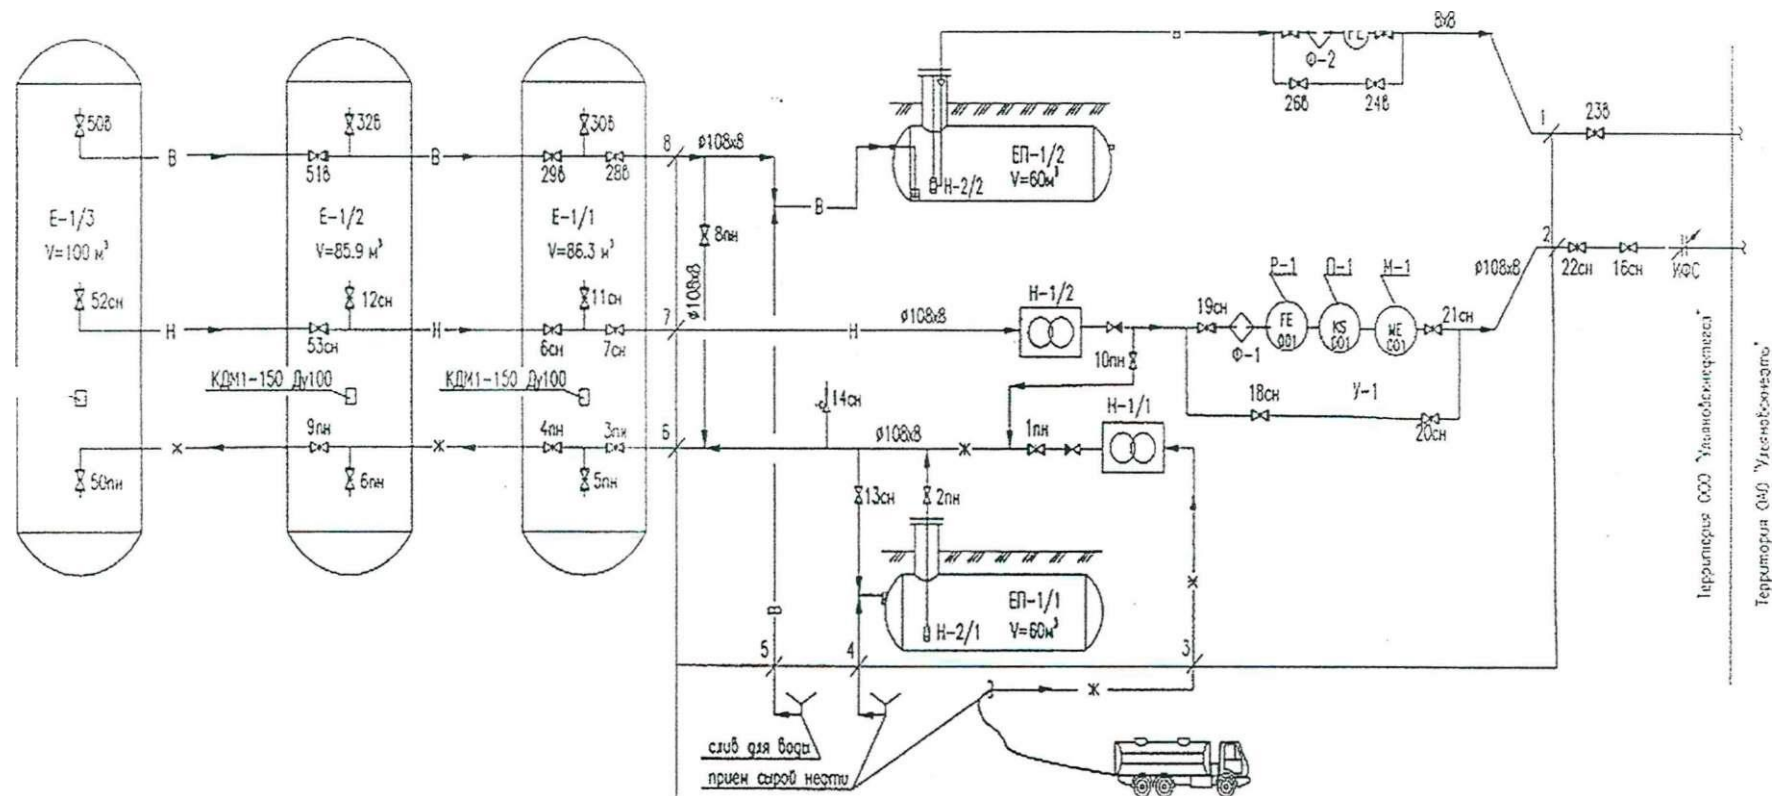 В
8х8
Ф-2
26в
24в
1
23в
50в
32в
30в
В
В
51в
29в
28в
8
ø108х8
ЕП-1/2
V=60м³
Н-2/2
В
Е-1/3
V=100 м³
Е-1/2
V=85.9 м³
Е-1/1
V=86.3 м³
8пн
ø108х8
2
22сн
16сн
ø108х8
Р-1
П-1
М-1
52сн
12сн
11сн
Н
Н
53сн
6сн
7сн
7
Н
ø108х8
Н-1/2
19сн
Ф-1
FE
001
KS
001
ME
001
21сн
10пн
КДМ1-150 Ду100
КДМ1-150 Ду100
14сн
18сн
У-1
20сн
Н-1/1
9пн
4пн
3пн
6
Ж
Ж
ø108х8
Ж
1пн
50пн
6пн
5пн
13сн
2пн
ЕП-1/1
V=60м³
Н-2/1
В
Ж
5
4
3
Ж
слив для воды
прием сырой нефти
Территория ООО
Территория ОАО